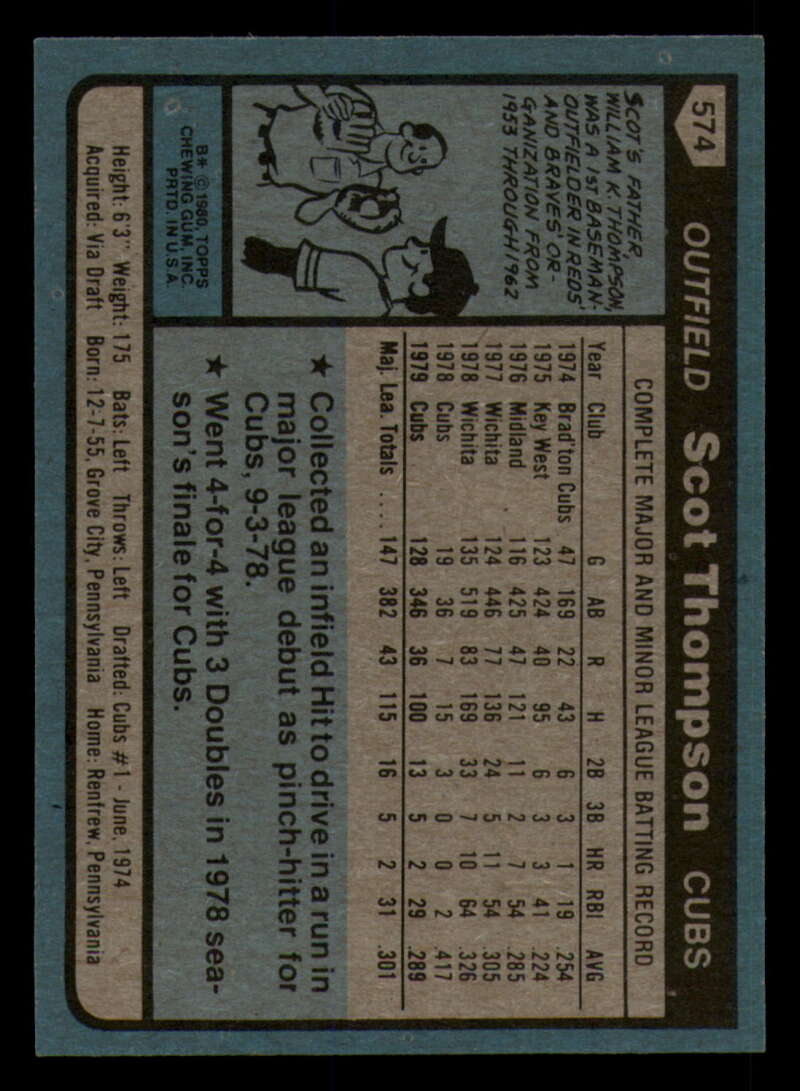 574 OUTFIELD Scot Thompson CUBS
SCOT'S FATHER,
WILLIAM K. THOMPSON,
WAS A 1ST BASEMAN-
OUTFIELDER IN REDS'
AND BRAVES' OR-
GANIZATION FROM
1953 THROUGH 1962
COMPLETE MAJOR AND MINOR LEAGUE BATTING RECORD
Year Club G AB R H 2B 3B HR RBI AVG
1974 Brad'ton Cubs 47 169 22 43 6 3 1 19 .254
1975 Key West 123 424 40 95 6 3 3 41 .224
1976 Midland 116 425 47 121 11 2 7 54 .285
1977 Wichita 124 446 77 136 24 5 11 54 .305
1978 Wichita 135 519 83 169 33 7 10 64 .326
1978 Cubs 19 36 7 15 3 0 0 2 .417
1979 Cubs 128 346 36 100 13 5 2 29 .289
Maj. Lea. Totals .... 147 382 43 115 16 5 2 31 .301
★ Collected an infield Hit to drive in a run in
major league debut as pinch-hitter for
Cubs, 9-3-78.
★ Went 4-for-4 with 3 Doubles in 1978 sea-
son's finale for Cubs.
B* © 1980, TOPPS
CHEWING GUM, INC.
PRTD. IN U.S.A.
Height: 6'3" Weight: 175 Bats: Left Throws: Left Drafted: Cubs #1 - June, 1974
Acquired: Via Draft Born: 12-7-55, Grove City, Pennsylvania Home: Renfrew, Pennsylvania